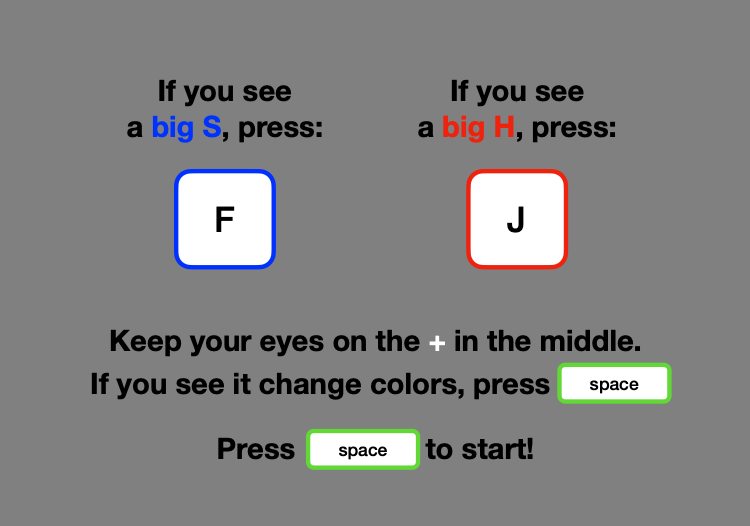 If you see
a big S, press:
F
If you see
a big H, press:
J
Keep your eyes on the + in the middle.
If you see it change colors, press space
Press space to start!